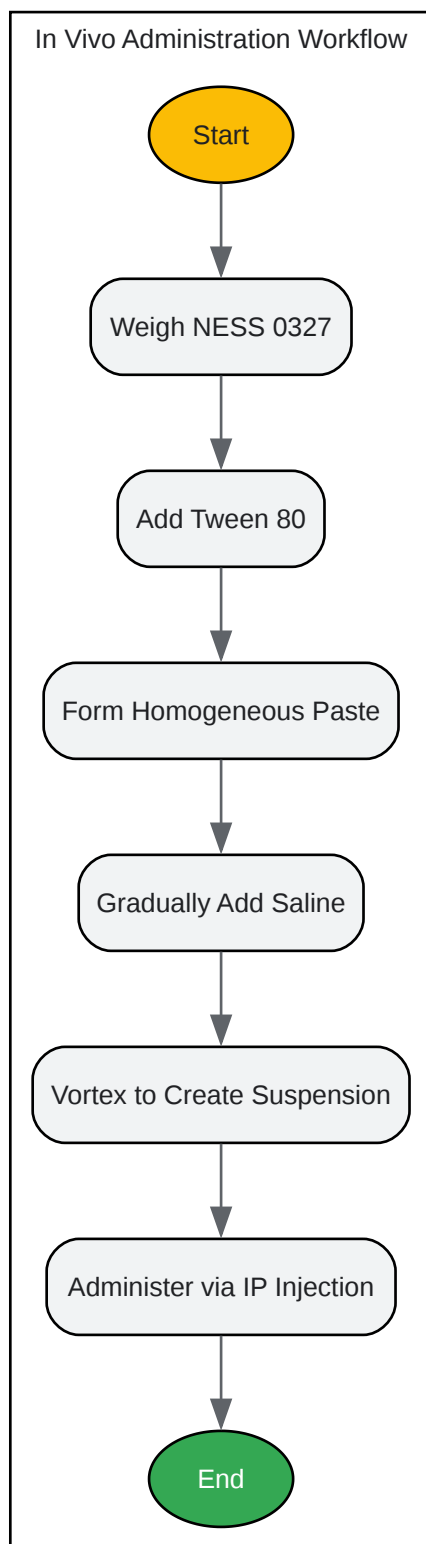 In Vivo Administration Workflow
Start
Weigh NESS 0327
Add Tween 80
Form Homogeneous Paste
Gradually Add Saline
Vortex to Create Suspension
Administer via IP Injection
End